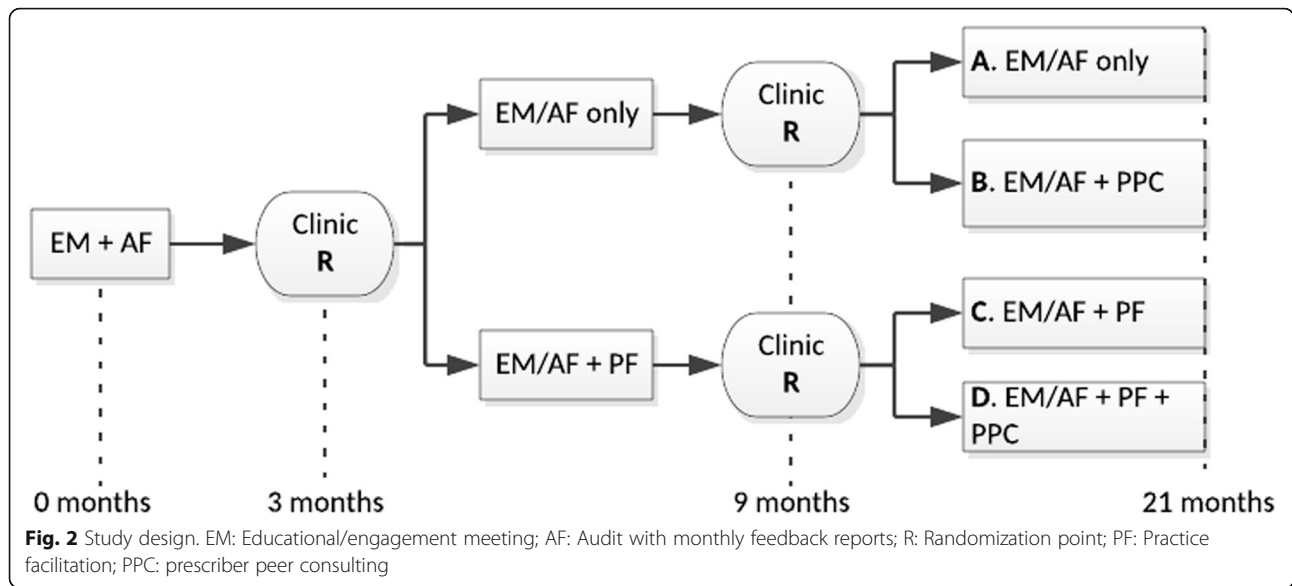 A. EM/AF only
EM/AF only
Clinic
R
B. EM/AF + PPC
EM + AF
Clinic
R
C. EM/AF + PF
EM/AF + PF
Clinic
R
D. EM/AF + PF +
PPC
0 months
3 months
9 months
21 months
Fig. 2 Study design. EM: Educational/engagement meeting; AF: Audit with monthly feedback reports; R: Randomization point; PF: Practice
facilitation; PPC: prescriber peer consulting